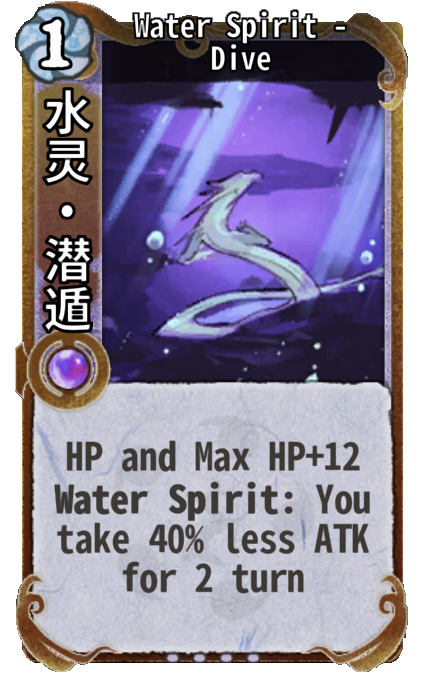 1
Water Spirit -
Dive
水灵・潜遁
HP and Max HP+12
Water Spirit: You
take 40% less ATK
for 2 turn